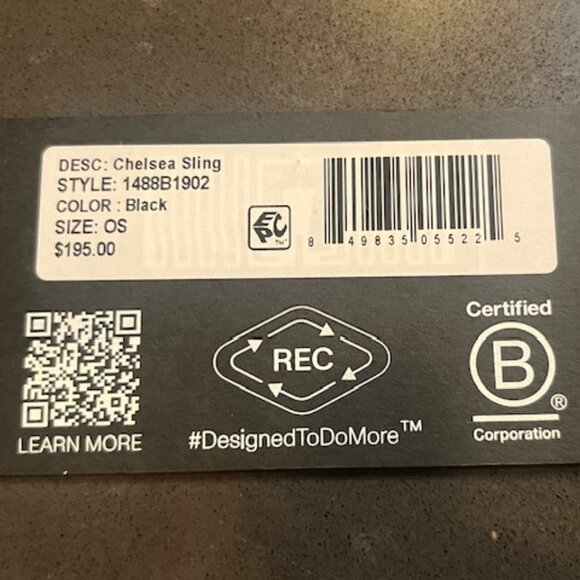 DESC: Chelsea Sling
STYLE: 1488B1902
COLOR : Black
SIZE: OS
$195.00
EPC™
8 49835 05522 5
LEARN MORE
REC
#DesignedToDoMore™
Certified
B®
Corporation